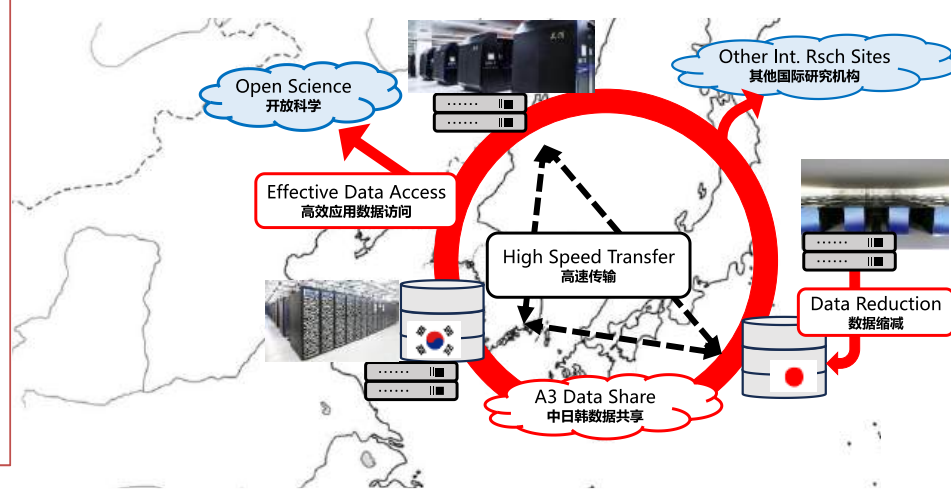 Open Science
开放科学
Other Int. Rsch Sites
其他国际研究机构
Effective Data Access
高效应用数据访问
High Speed Transfer
高速传输
Data Reduction
数据缩减
A3 Data Share
中日韩数据共享